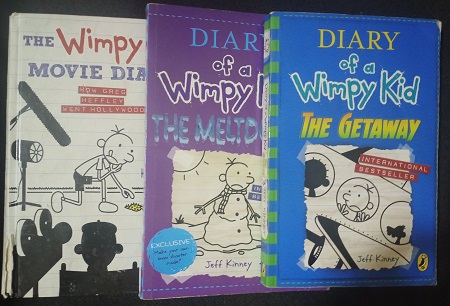 THE Wimpy
MOVIE DIA
HOW GREG
HEFFLEY
WENT HOLLYWOOD
DIARY
of a
Wimpy K
THE MELTD
EXCLUSIVE
Jeff Kinney
DIARY
of a
Wimpy Kid
THE GETAWAY
INTERNATIONAL
BESTSELLER
Jeff Kinney